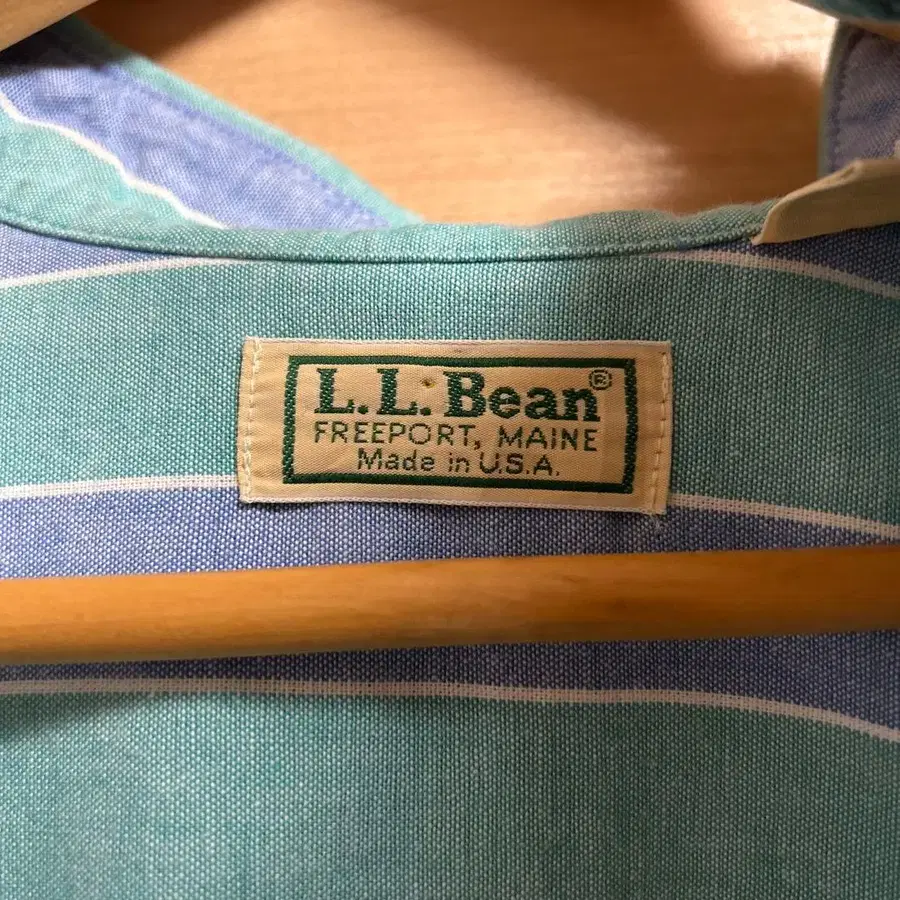 L.L. Bean®
FREEPORT, MAINE
Made in U.S.A.